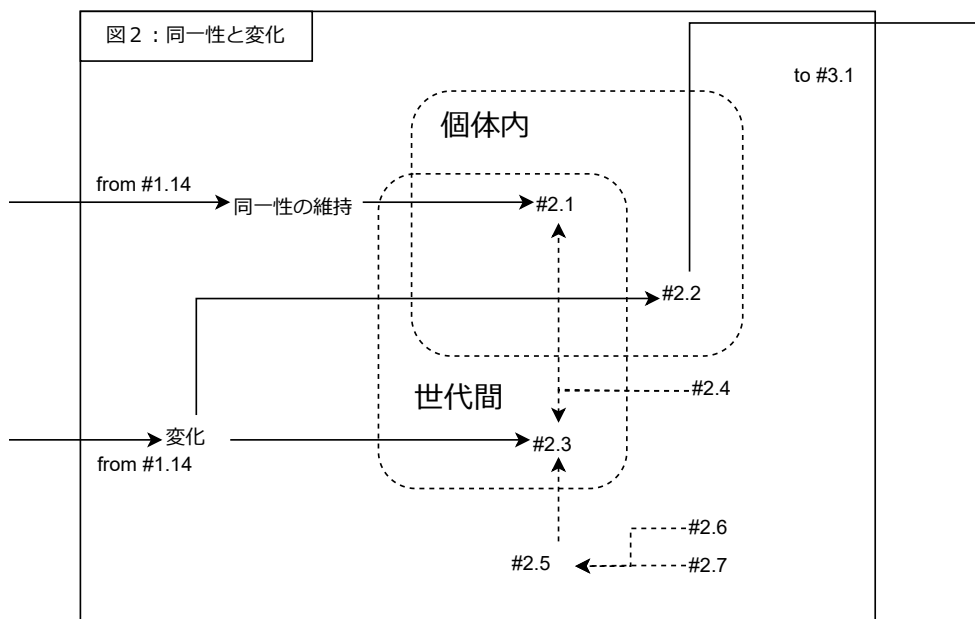 図２：同一性と変化
to #3.1
個体内
from #1.14
同一性の維持
#2.1
#2.2
世代間
#2.4
変化
#2.3
from #1.14
#2.6
#2.5
#2.7